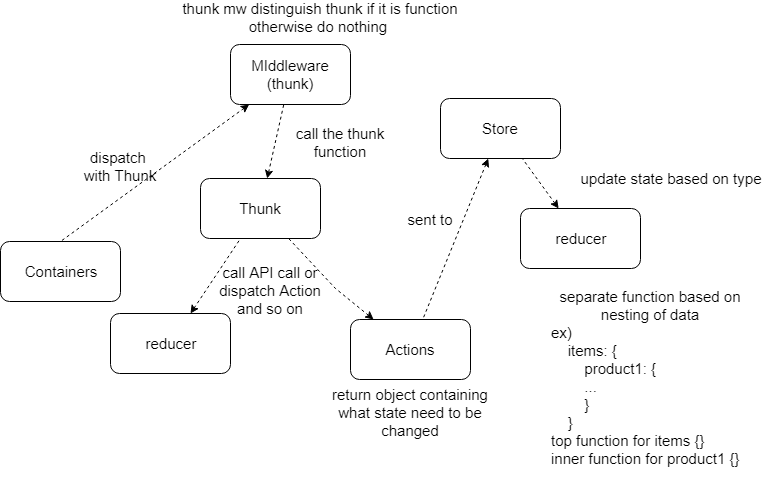 thunk mw distinguish thunk if it is function
otherwise do nothing
MIddleware
(thunk)
call the thunk
function
dispatch
with Thunk
Thunk
Containers
call API call or
dispatch Action
and so on
reducer
Actions
return object containing
what state need to be
changed
sent to
Store
update state based on type
reducer
separate function based on
nesting of data
ex)
items: {
product1: {
...
}
}
top function for items {}
inner function for product1 {}